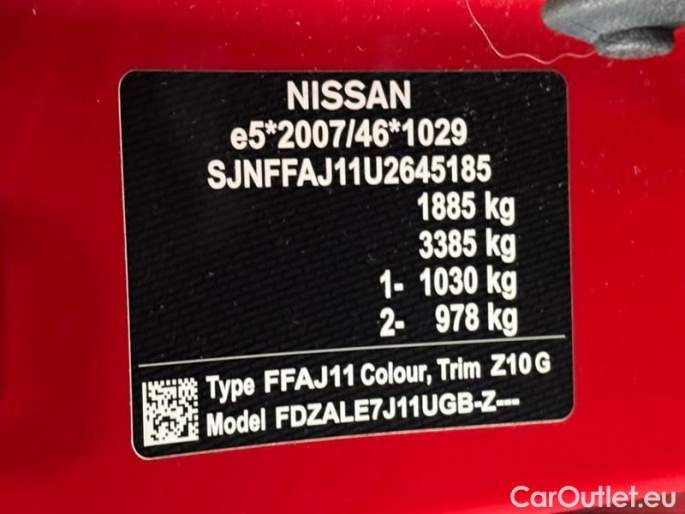 NISSAN
e5*2007/46*1029
SJNFFAJ11U2645185
1885 kg
3385 kg
1- 1030 kg
2- 978 kg
Type FFAJ11 Colour, Trim Z10 G
Model FDZALE7J11UGB-Z---
CarOutlet.eu